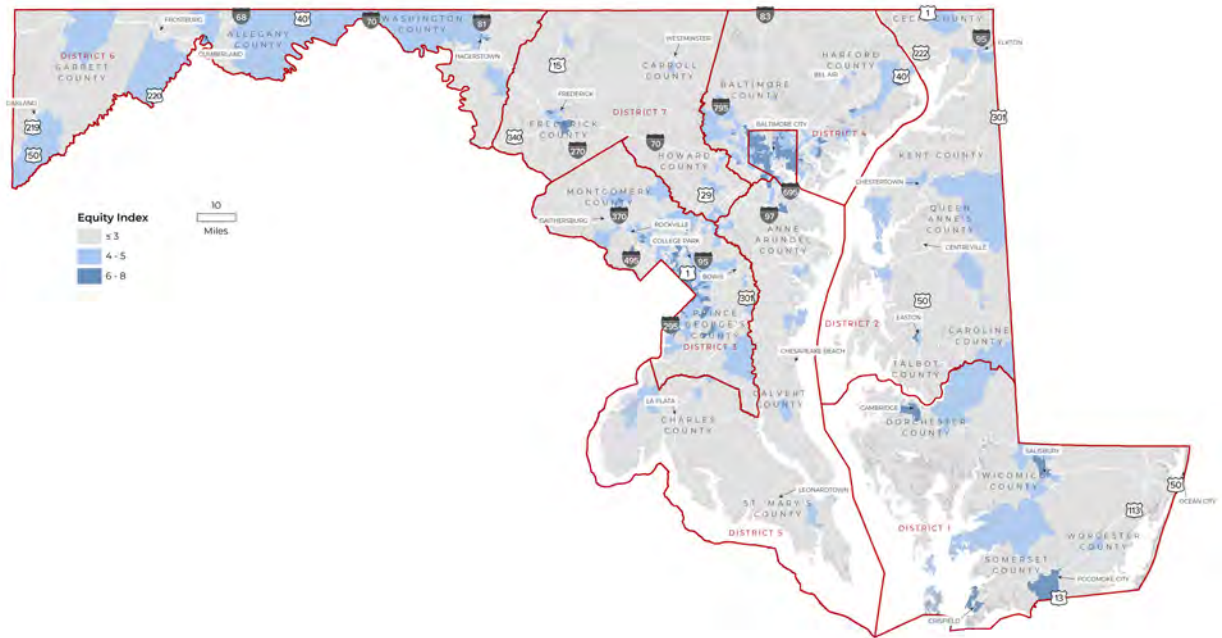 68
40
70
83
1
FROSTBURG
ALLEGANY
COUNTY
WASHINGTON
COUNTY
81
WESTMINSTER
CECIL COUNTY
95
ELKTON
DISTRICT 6
GARRETT
COUNTY
CUMBERLAND
HAGERSTOWN
15
CARROLL
COUNTY
HARFORD
COUNTY
222
BEL AIR
40
220
BALTIMORE
COUNTY
OAKLAND
219
50
FREDERICK
FREDERICK
COUNTY
340
270
DISTRICT 7
795
BALTIMORE CITY
DISTRICT 4
301
70
HOWARD
COUNTY
KENT COUNTY
MONTGOMERY
COUNTY
29
695
CHESTERTOWN
Equity Index
≤ 3
4 - 5
6 - 8
10
Miles
GAITHERSBURG
370
ROCKVILLE
97
ANNE
ARUNDEL
COUNTY
QUEEN
ANNE'S
COUNTY
COLLEGE PARK
495
95
1
BOWIE
CENTREVILLE
301
50
295
PRINCE
GEORGE'S
COUNTY
DISTRICT 3
DISTRICT 2
EASTON
CAROLINE
COUNTY
CHESAPEAKE BEACH
TALBOT
COUNTY
CALVERT
COUNTY
LA PLATA
CHARLES
COUNTY
CAMBRIDGE
DORCHESTER
COUNTY
SALISBURY
WICOMICO
COUNTY
50
OCEAN CITY
LEONARDTOWN
ST. MARY'S
COUNTY
113
DISTRICT 5
DISTRICT 1
WORCESTER
COUNTY
SOMERSET
COUNTY
POCOMOKE CITY
13
CRISFIELD